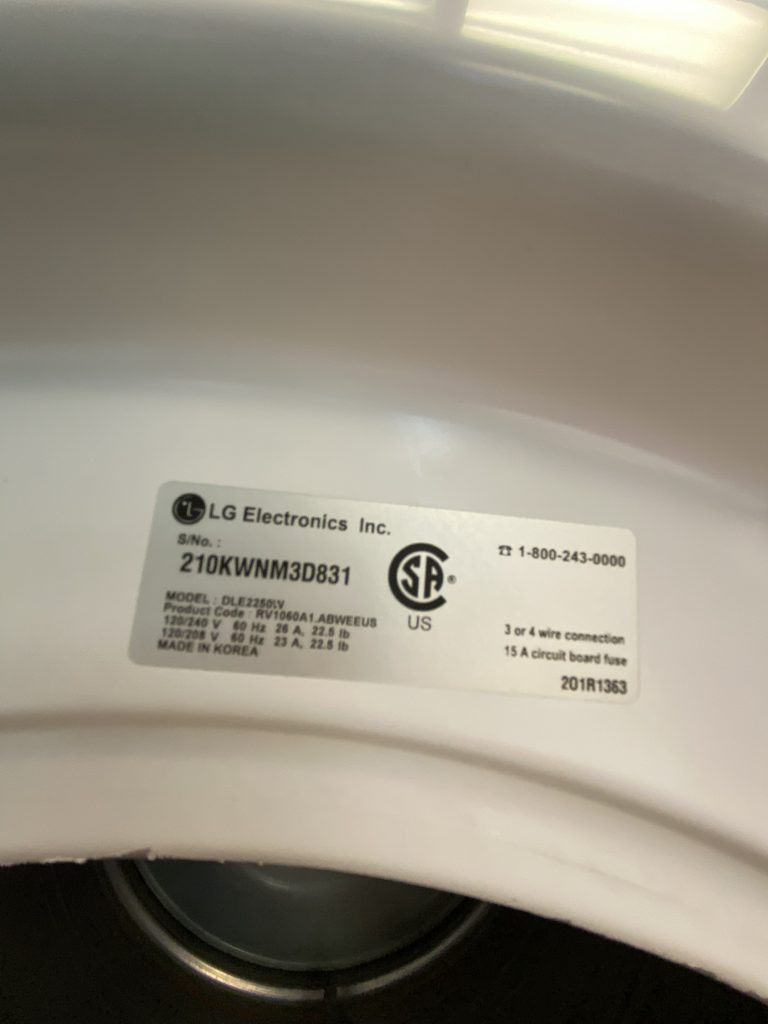 LG LG Electronics Inc.
S/No. :
210KWNM3D831
MODEL : DLE2250W
Product Code : RV1060A1.ABWEEUS
120/240 V 60 Hz 26 A, 22.5 lb
120/208 V 60 Hz 23 A, 22.5 lb
MADE IN KOREA
SA ®
US
☎ 1-800-243-0000
3 or 4 wire connection
15 A circuit board fuse
201R1363